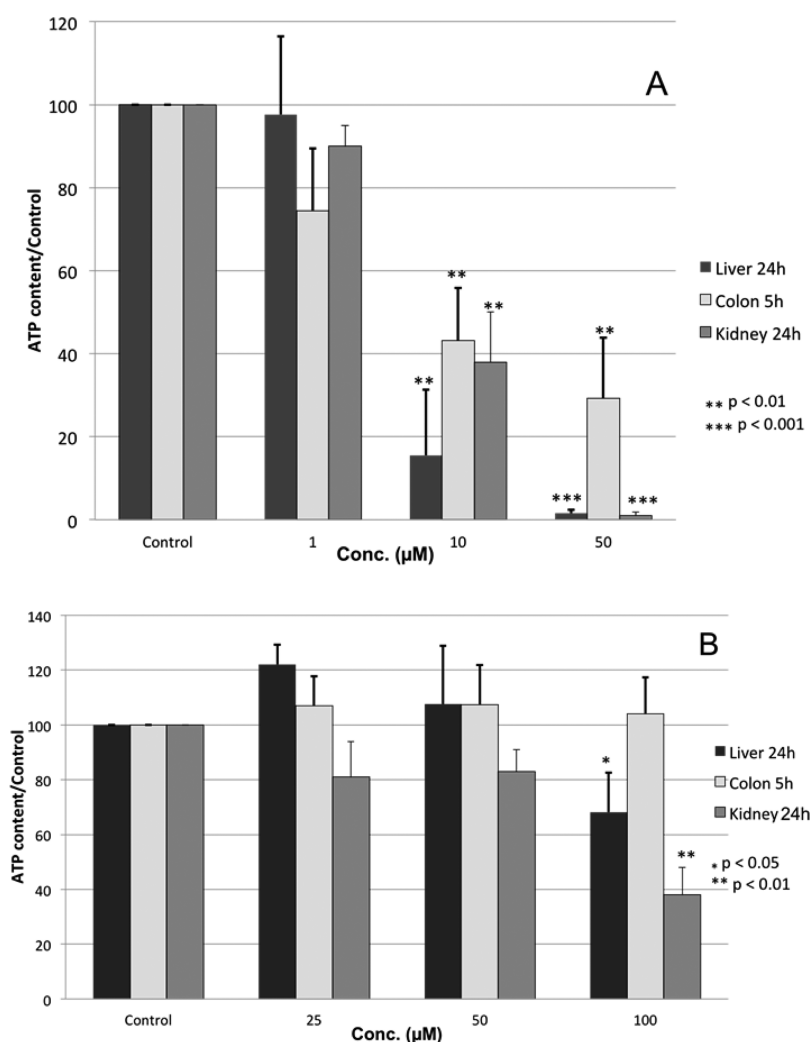 A
120
100
80
60
40
20
0
ATP content/Control
** ** **
** *** ***
Control 1 10 50
Conc. (µM)
Liver 24h
Colon 5h
Kidney 24h
** p < 0.01
*** p < 0.001
B
140
120
100
80
60
40
20
0
ATP content/Control
* **
Control 25 50 100
Conc. (µM)
Liver 24h
Colon 5h
Kidney 24h
* p < 0.05
** p < 0.01